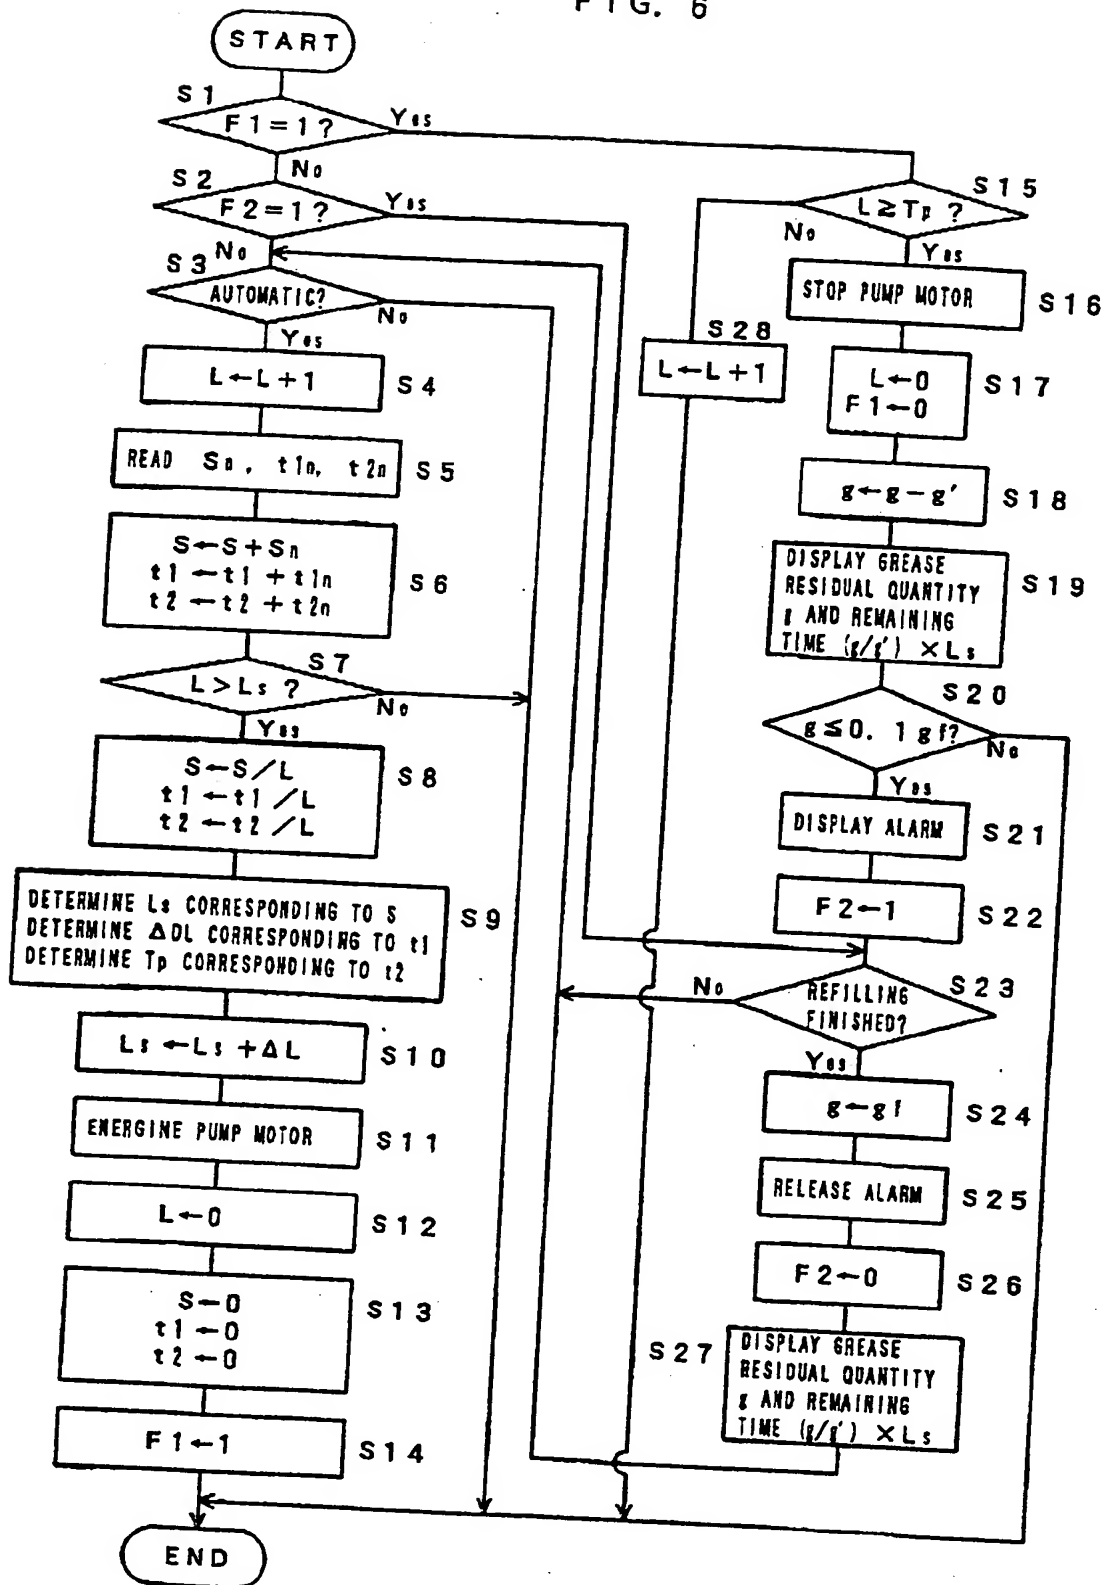 FIG. 6
START
S1
F1=1?
Yes
No
S2
F2=1?
Yes
No
S3
AUTOMATIC?
No
Yes
L←L+1
S4
READ Sn, t1n, t2n
S5
S←S+Sn
t1←t1+t1n
t2←t2+t2n
S6
S7
L>Ls?
No
Yes
S←S/L
t1←t1/L
t2←t2/L
S8
DETERMINE Ls CORRESPONDING TO S
DETERMINE ΔDL CORRESPONDING TO t1
DETERMINE Tp CORRESPONDING TO t2
S9
Ls←Ls+ΔL
S10
ENERGINE PUMP MOTOR
S11
L←0
S12
S←0
t1←0
t2←0
S13
F1←1
S14
END
S15
L≥Tp?
No
Yes
STOP PUMP MOTOR
S16
S28
L←L+1
L←0
F1←0
S17
g←g-g'
S18
DISPLAY GREASE
RESIDUAL QUANTITY
g AND REMAINING
TIME (g/g') ×Ls
S19
S20
g≤0. 1gf?
No
Yes
DISPLAY ALARM
S21
F2←1
S22
No
REFILLING
FINISHED?
S23
Yes
g←gf
S24
RELEASE ALARM
S25
F2←0
S26
S27
DISPLAY GREASE
RESIDUAL QUANTITY
g AND REMAINING
TIME (g/g') ×Ls